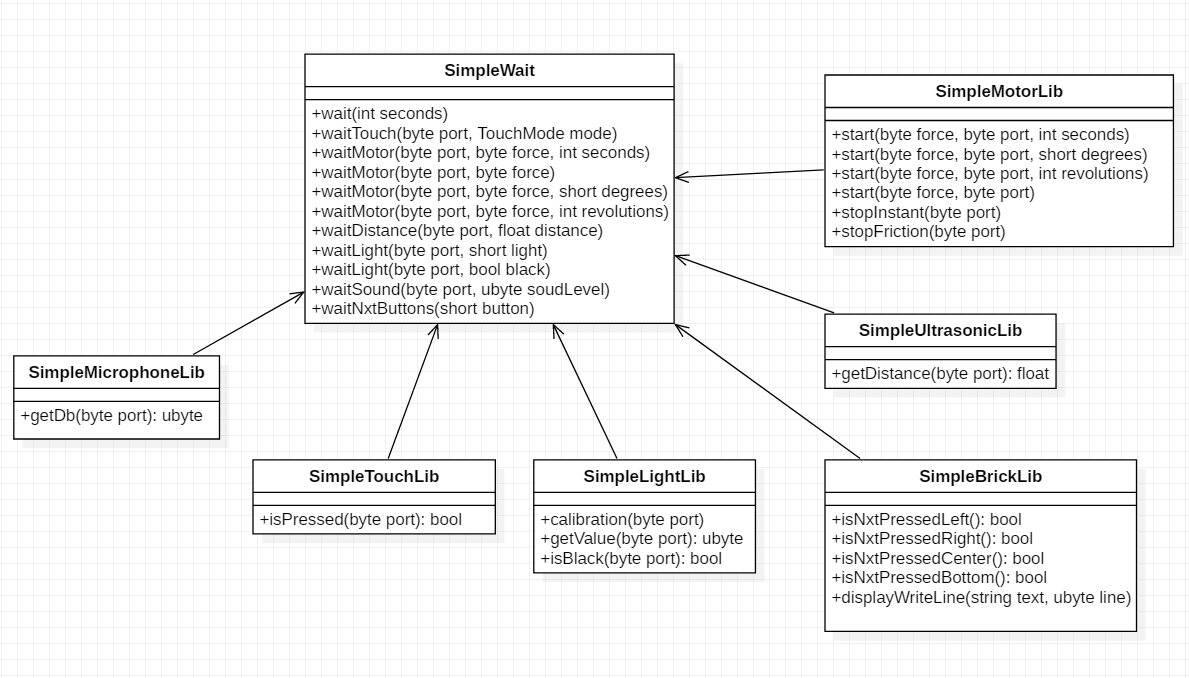 SimpleWait
+wait(int seconds)
+waitTouch(byte port, TouchMode mode)
+waitMotor(byte port, byte force, int seconds)
+waitMotor(byte port, byte force)
+waitMotor(byte port, byte force, short degrees)
+waitMotor(byte port, byte force, int revolutions)
+waitDistance(byte port, float distance)
+waitLight(byte port, short light)
+waitLight(byte port, bool black)
+waitSound(byte port, ubyte soudLevel)
+waitNxtButtons(short button)
SimpleMotorLib
+start(byte force, byte port, int seconds)
+start(byte force, byte port, short degrees)
+start(byte force, byte port, int revolutions)
+start(byte force, byte port)
+stopInstant(byte port)
+stopFriction(byte port)
SimpleUltrasonicLib
+getDistance(byte port): float
SimpleMicrophoneLib
+getDb(byte port): ubyte
SimpleTouchLib
+isPressed(byte port): bool
SimpleLightLib
+calibration(byte port)
+getValue(byte port): ubyte
+isBlack(byte port): bool
SimpleBrickLib
+isNxtPressedLeft(): bool
+isNxtPressedRight(): bool
+isNxtPressedCenter(): bool
+isNxtPressedBottom(): bool
+displayWriteLine(string text, ubyte line)